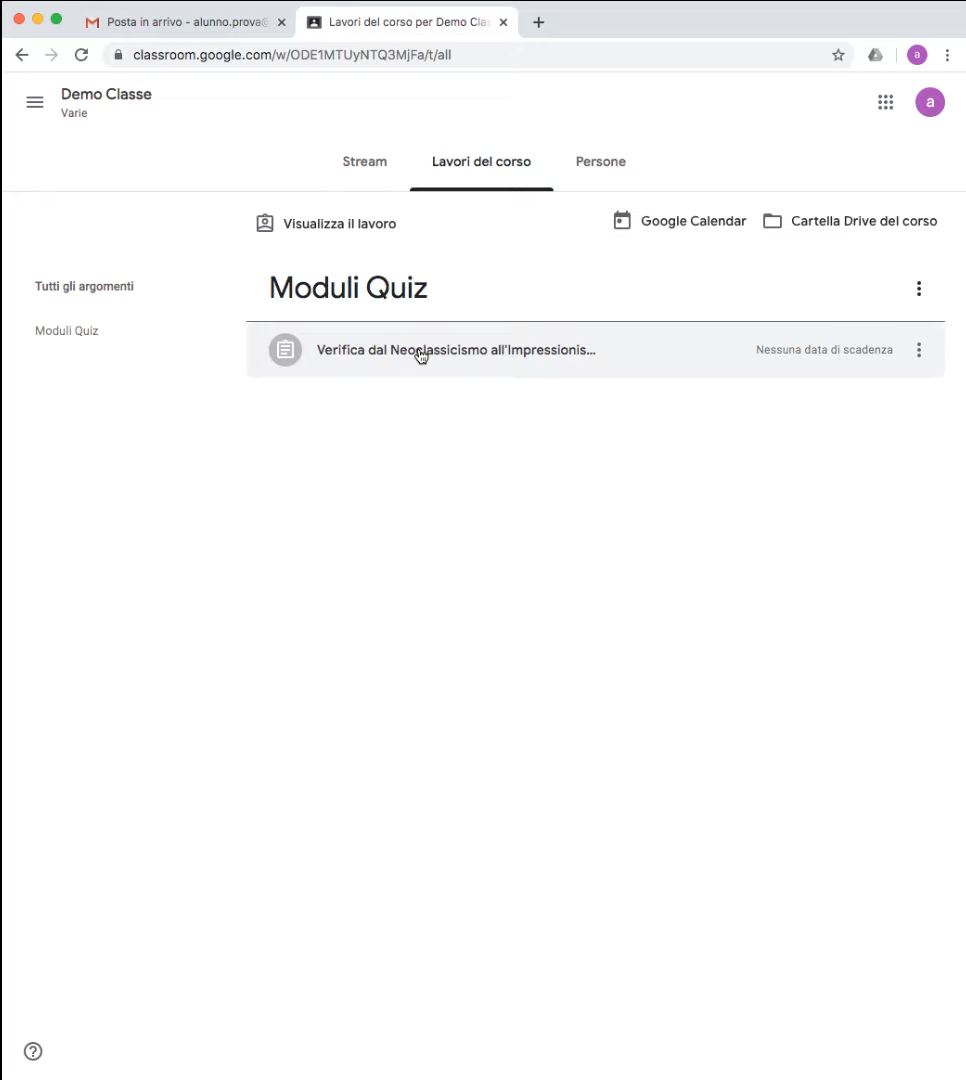 Posta in arrivo - alunno.prova@
Lavori del corso per Demo Cla
classroom.google.com/w/ODE1MTUyNTQ3MjFa/t/all
a
Demo Classe
Varie
a
Stream
Lavori del corso
Persone
Visualizza il lavoro
Google Calendar
Cartella Drive del corso
Tutti gli argomenti
Moduli Quiz
Moduli Quiz
Verifica dal Neoclassicismo all'Impressionis...
Nessuna data di scadenza